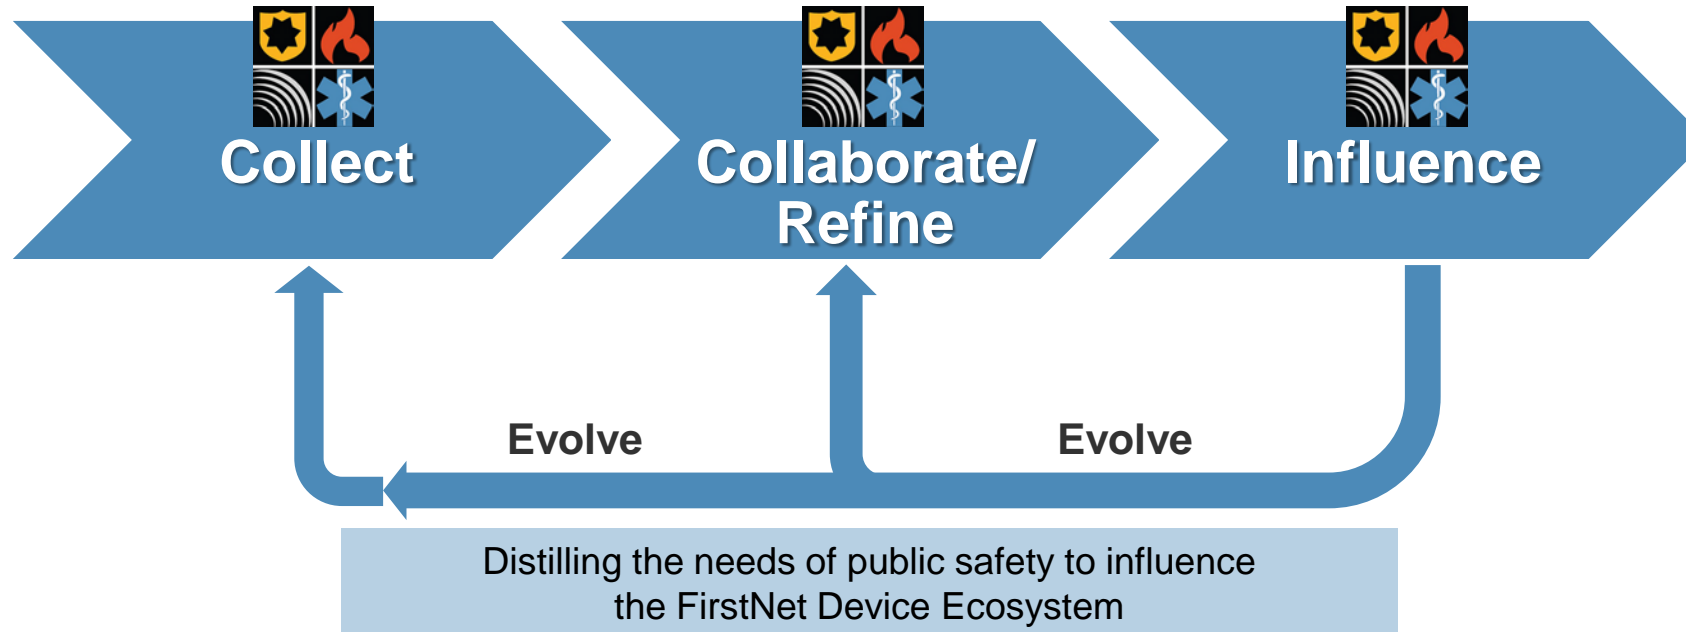 Collect
Collaborate/
Refine
Influence
Evolve
Evolve
Distilling the needs of public safety to influence
the FirstNet Device Ecosystem